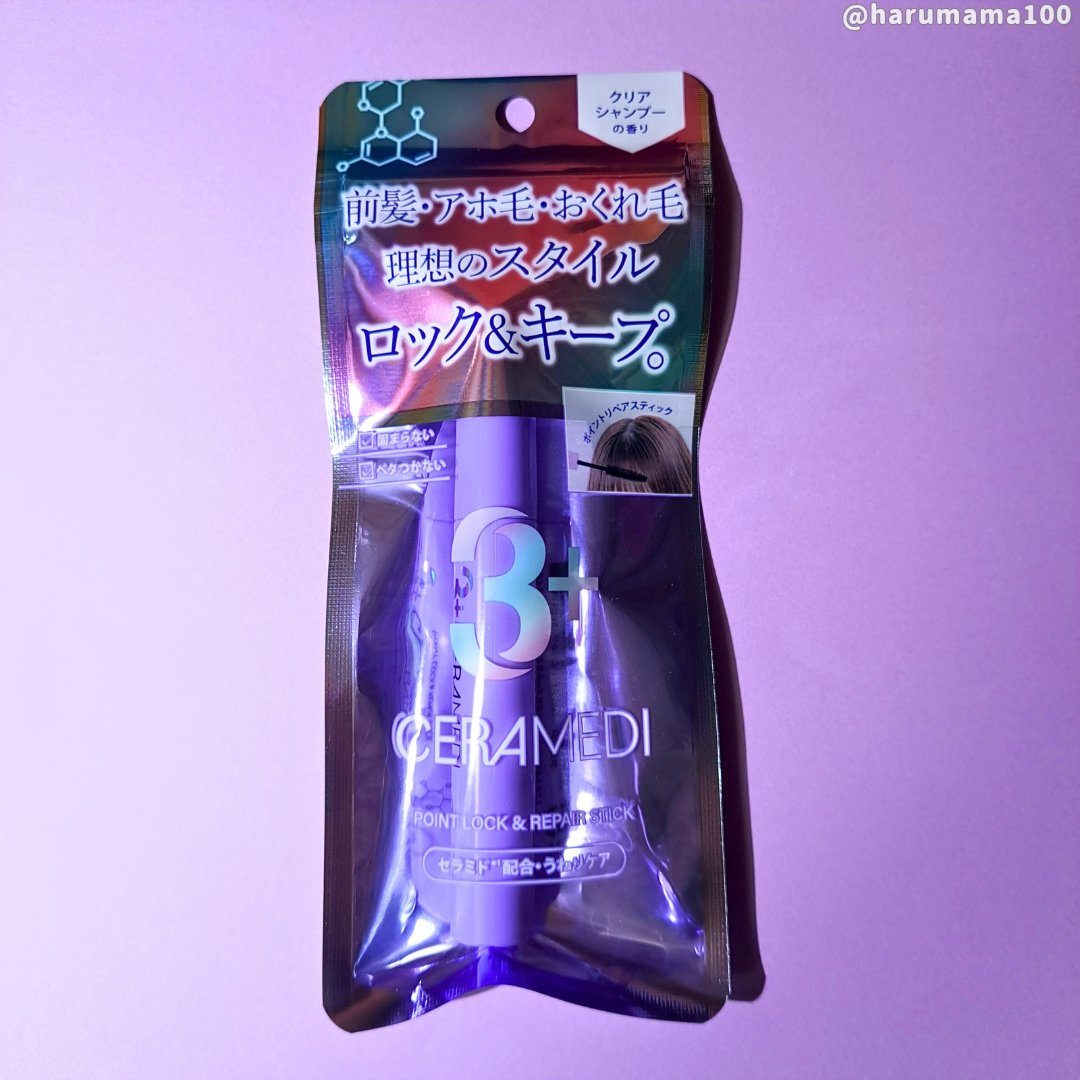 @harumama100
クリア
シャンプー
の香り
前髪・アホ毛・おくれ毛
理想のスタイル
ロック&キープ。
ポイントリペアスティック
固まらない
ベタつかない
3+
CERAMEDI
POINT LOCK & REPAIR STICK
セラミド*¹配合・うねりケア